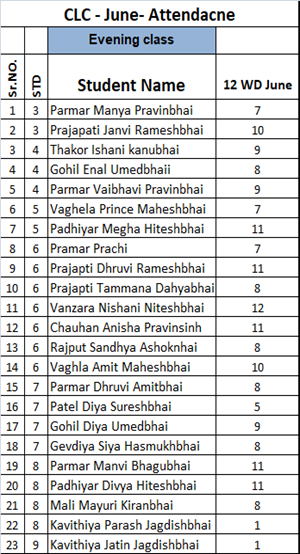 CLC - June- Attendacne
Evening class
Sr.NO. STD Student Name 12 WD June
1 3 Parmar Manya Pravinbhai 7
2 3 Prajapati Janvi Rameshbhai 10
3 4 Thakor Ishani kanubhai 9
4 4 Gohil Enal Umedbhaii 8
5 4 Parmar Vaibhavi Pravinbhai 9
6 5 Vaghela Prince Maheshbhai 7
7 5 Padhiyar Megha Hiteshbhai 11
8 6 Pramar Prachi 7
9 6 Prajapti Dhruvi Rameshbhai 11
10 6 Prajapti Tammana Dahyabhai 8
11 6 Vanzara Nishani Niteshbhai 12
12 6 Chauhan Anisha Pravinsinh 11
13 6 Rajput Sandhya Ashoknhai 8
14 6 Vaghla Amit Maheshbhai 10
15 7 Parmar Dhruvi Amitbhai 8
16 7 Patel Diya Sureshbhai 5
17 7 Gohil Diya Umedbhai 9
18 7 Gevdiya Siya Hasmukhbhai 8
19 8 Parmar Manvi Bhagubhai 11
20 8 Padhiyar Divya Hiteshbhai 11
21 8 Mali Mayuri Kiranbhai 8
22 8 Kavithiya Parash Jagdishbhai 1
23 9 Kavithiya Jatin Jagdishbhai 1